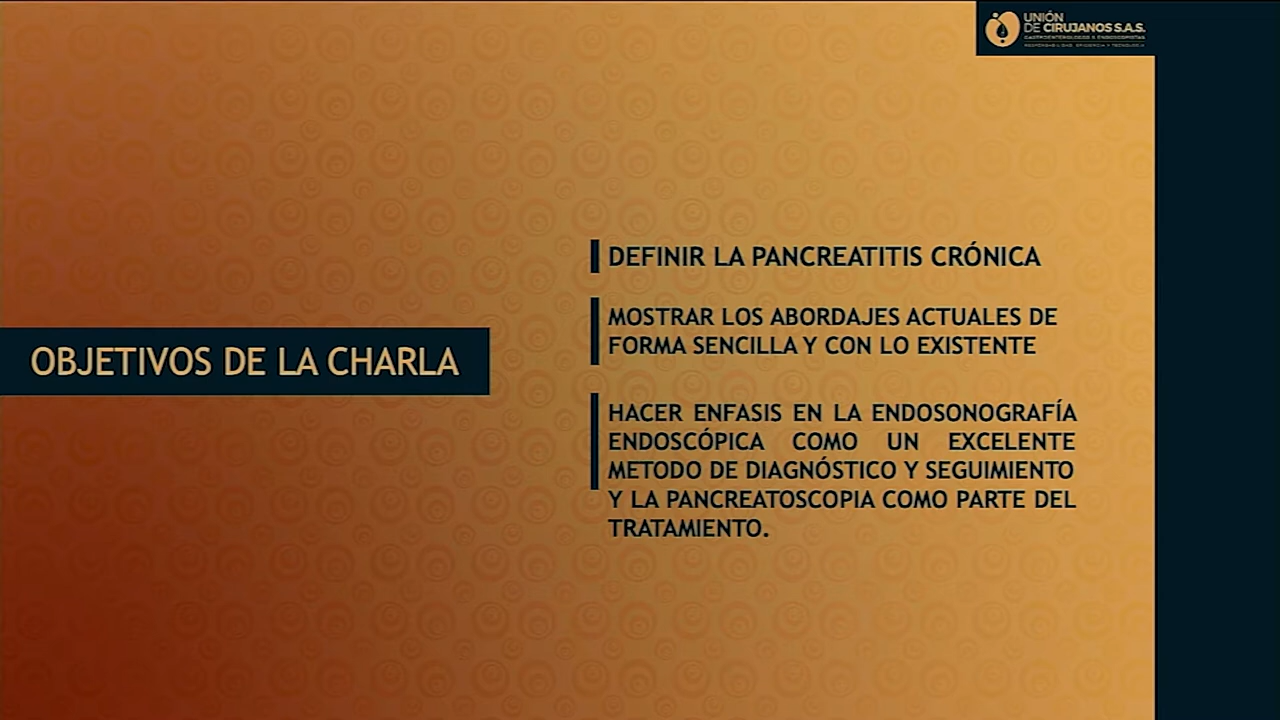 UNIÓN
DE CIRUJANOS S.A.S.
GASTROENTERÓLOGOS & ENDOSCOPISTAS
OBJETIVOS DE LA CHARLA
DEFINIR LA PANCREATITIS CRÓNICA
MOSTRAR LOS ABORDAJES ACTUALES DE
FORMA SENCILLA Y CON LO EXISTENTE
HACER ENFASIS EN LA ENDOSONOGRAFÍA
ENDOSCÓPICA COMO UN EXCELENTE
METODO DE DIAGNÓSTICO Y SEGUIMIENTO
Y LA PANCREATOSCOPIA COMO PARTE DEL
TRATAMIENTO.